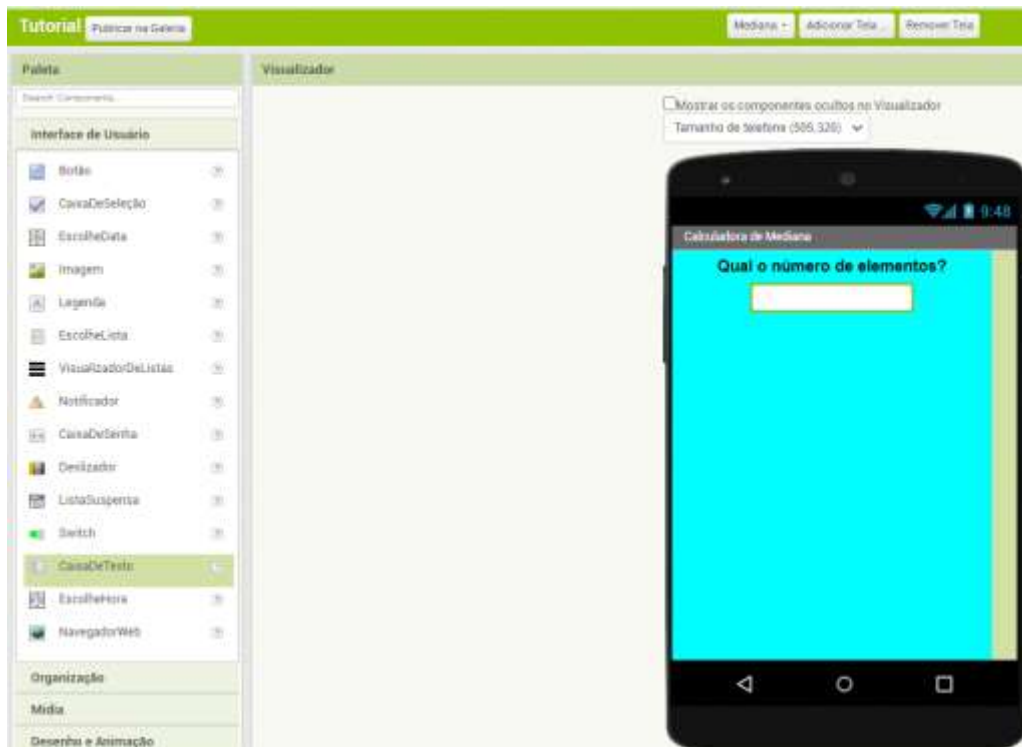 Tutorial Publicar na Galeria Mediana Adicionar Tela ... Remover Tela
Paleta Visualizador
Search Components...
Mostrar os componentes ocultos no Visualizador
Interface de Usuário Tamanho de telefone (505,320)
Botão
CaixaDeSeleção
EscolheData 9:48
Imagem Calculadora de Mediana
Legenda Qual o número de elementos?
EscolheLista
VisualizadorDeListas
Notificador
CaixaDeSenha
Deslizador
ListaSuspensa
Switch
CaixaDeTexto
EscolheHora
NavegadorWeb
Organização
Mídia
Desenho e Animação